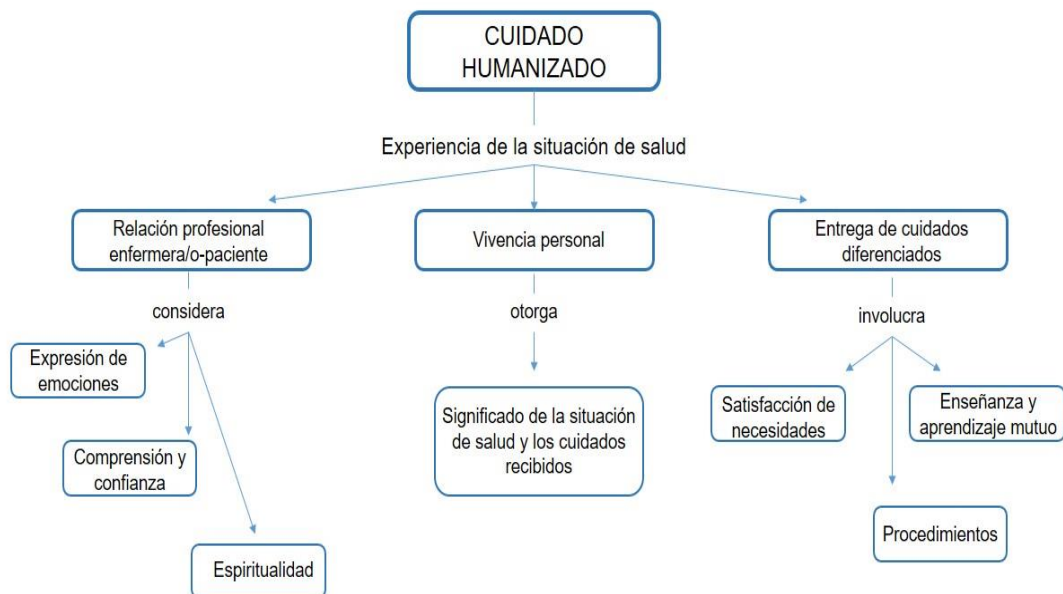 CUIDADO
HUMANIZADO
Experiencia de la situación de salud
Relación profesional
enfermera/o-paciente
Vivencia personal
Entrega de cuidados
diferenciados
considera
otorga
involucra
Expresión de
emociones
Comprensión y
confianza
Espiritualidad
Significado de la situación
de salud y los cuidados
recibidos
Satisfacción de
necesidades
Enseñanza y
aprendizaje mutuo
Procedimientos